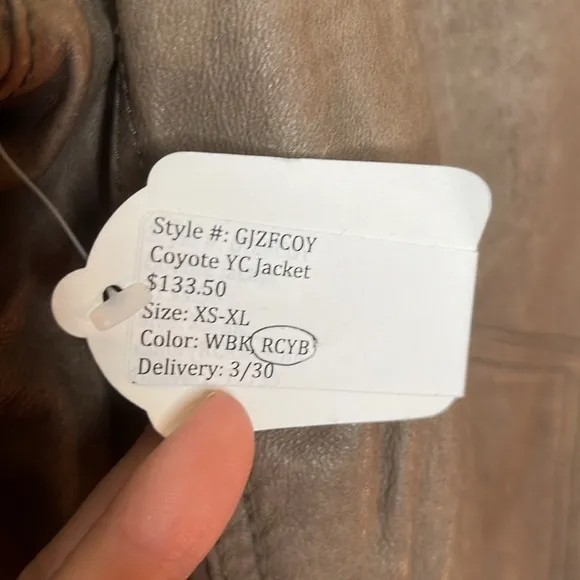 Style #: GJZFCOY
Coyote YC Jacket
$133.50
Size: XS-XL
Color: WBK, RCYB
Delivery: 3/30